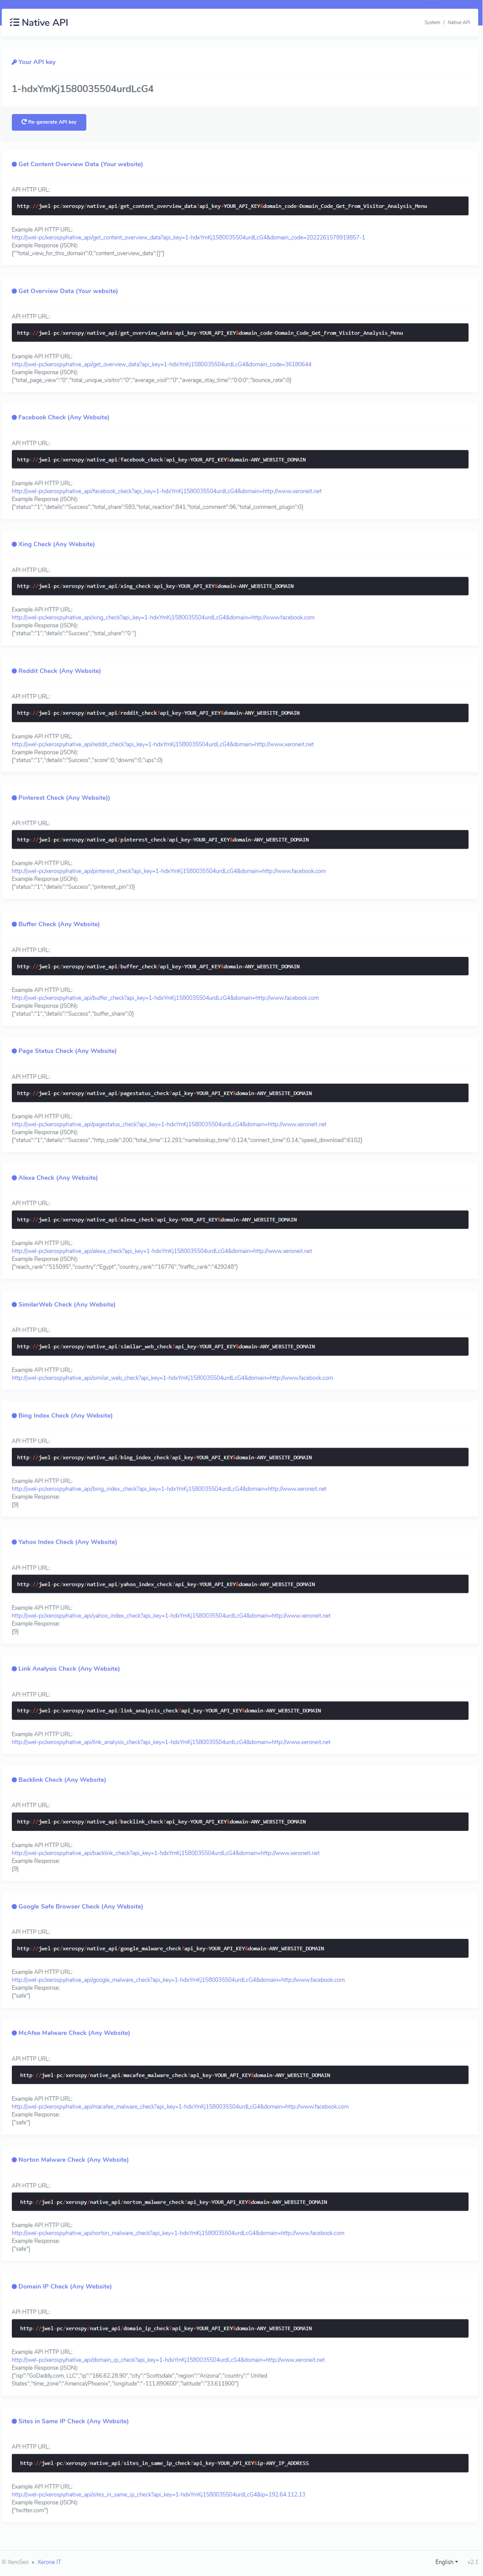 Native API
System / Native API
Your API key
1-hdxYmKj1580035504urdLcG4
Re-generate API key
Get Content Overview Data (Your website)
API HTTP URL:
http://jwel-pc/xerospy/native_api/get_content_overview_data?api_key=YOUR_API_KEY&domain_code=Domain_Code_Get_From_Visitor_Analysis_Menu
Example API HTTP URL:
http://jwel-pc/xerospy/native_api/get_content_overview_data?api_key=1-hdxYmKj1580035504urdLcG4&domain_code=2022261578919857-1
Example Response (JSON):
{""total_view_for_this_domain":0,"content_overview_data":[]"}
Get Overview Data (Your website)
API HTTP URL:
http://jwel-pc/xerospy/native_api/get_overview_data?api_key=YOUR_API_KEY&domain_code=Domain_Code_Get_From_Visitor_Analysis_Menu
Example API HTTP URL:
http://jwel-pc/xerospy/native_api/get_overview_data?api_key=1-hdxYmKj1580035504urdLcG4&domain_code=36180644
Example Response (JSON):
{"total_page_view":"0","total_unique_visitro":"0","average_visit":"0","average_stay_time":"0:0:0","bounce_rate":0}
Facebook Check (Any Website)
API HTTP URL:
http://jwel-pc/xerospy/native_api/facebook_check?api_key=YOUR_API_KEY&domain=ANY_WEBSITE_DOMAIN
Example API HTTP URL:
http://jwel-pc/xerospy/native_api/facebook_check?api_key=1-hdxYmKj1580035504urdLcG4&domain=http://www.xeroneit.net
Example Response (JSON):
{"status":"1","details":"Success","total_share":583,"total_reaction":841,"total_comment":96,"total_comment_plugin":0}
Xing Check (Any Website)
API HTTP URL:
http://jwel-pc/xerospy/native_api/xing_check?api_key=YOUR_API_KEY&domain=ANY_WEBSITE_DOMAIN
Example API HTTP URL:
http://jwel-pc/xerospy/native_api/xing_check?api_key=1-hdxYmKj1580035504urdLcG4&domain=http://www.facebook.com
Example Response (JSON):
{"status":"1","details":"Success","total_share":"0 "}
Reddit Check (Any Website)
API HTTP URL:
http://jwel-pc/xerospy/native_api/reddit_check?api_key=YOUR_API_KEY&domain=ANY_WEBSITE_DOMAIN
Example API HTTP URL:
http://jwel-pc/xerospy/native_api/reddit_check?api_key=1-hdxYmKj1580035504urdLcG4&domain=http://www.xeroneit.net
Example Response (JSON):
{"status":"1","details":"Success","score":0,"downs":0,"ups":0}
Pinterest Check (Any Website))
API HTTP URL:
http://jwel-pc/xerospy/native_api/pinterest_check?api_key=YOUR_API_KEY&domain=ANY_WEBSITE_DOMAIN
Example API HTTP URL:
http://jwel-pc/xerospy/native_api/pinterest_check?api_key=1-hdxYmKj1580035504urdLcG4&domain=http://www.facebook.com
Example Response (JSON):
{"status":"1","details":"Success","pinterest_pin":0}
Buffer Check (Any Website)
API HTTP URL:
http://jwel-pc/xerospy/native_api/buffer_check?api_key=YOUR_API_KEY&domain=ANY_WEBSITE_DOMAIN
Example API HTTP URL:
http://jwel-pc/xerospy/native_api/buffer_check?api_key=1-hdxYmKj1580035504urdLcG4&domain=http://www.facebook.com
Example Response (JSON):
{"status":"1","details":"Success","buffer_share":0}
Page Status Check (Any Website)
API HTTP URL:
http://jwel-pc/xerospy/native_api/pagestatus_check?api_key=YOUR_API_KEY&domain=ANY_WEBSITE_DOMAIN
Example API HTTP URL:
http://jwel-pc/xerospy/native_api/pagestatus_check?api_key=1-hdxYmKj1580035504urdLcG4&domain=http://www.xeroneit.net
Example Response (JSON):
{"status":"1","details":"Success","http_code":200,"total_time":12.293,"namelookup_time":0.124,"connect_time":0.14,"speed_download":6102}
Alexa Check (Any Website)
API HTTP URL:
http://jwel-pc/xerospy/native_api/alexa_check?api_key=YOUR_API_KEY&domain=ANY_WEBSITE_DOMAIN
Example API HTTP URL:
http://jwel-pc/xerospy/native_api/alexa_check?api_key=1-hdxYmKj1580035504urdLcG4&domain=http://www.xeroneit.net
Example Response (JSON):
{"reach_rank":"515095","country":"Egypt","country_rank":"16776","traffic_rank":"429248"}
SimilarWeb Check (Any Website)
API HTTP URL:
http://jwel-pc/xerospy/native_api/similar_web_check?api_key=YOUR_API_KEY&domain=ANY_WEBSITE_DOMAIN
Example API HTTP URL:
http://jwel-pc/xerospy/native_api/similar_web_check?api_key=1-hdxYmKj1580035504urdLcG4&domain=http://www.facebook.com
Bing Index Check (Any Website)
API HTTP URL:
http://jwel-pc/xerospy/native_api/bing_index_check?api_key=YOUR_API_KEY&domain=ANY_WEBSITE_DOMAIN
Example API HTTP URL:
http://jwel-pc/xerospy/native_api/bing_index_check?api_key=1-hdxYmKj1580035504urdLcG4&domain=http://www.xeroneit.net
Example Response:
{9}
Yahoo Index Check (Any Website)
API HTTP URL:
http://jwel-pc/xerospy/native_api/yahoo_index_check?api_key=YOUR_API_KEY&domain=ANY_WEBSITE_DOMAIN
Example API HTTP URL:
http://jwel-pc/xerospy/native_api/yahoo_index_check?api_key=1-hdxYmKj1580035504urdLcG4&domain=http://www.xeroneit.net
Example Response:
{9}
Link Analysis Check (Any Website)
API HTTP URL:
http://jwel-pc/xerospy/native_api/link_analysis_check?api_key=YOUR_API_KEY&domain=ANY_WEBSITE_DOMAIN
Example API HTTP URL:
http://jwel-pc/xerospy/native_api/link_analysis_check?api_key=1-hdxYmKj1580035504urdLcG4&domain=http://www.xeroneit.net
Backlink Check (Any Website)
API HTTP URL:
http://jwel-pc/xerospy/native_api/backlink_check?api_key=YOUR_API_KEY&domain=ANY_WEBSITE_DOMAIN
Example API HTTP URL:
http://jwel-pc/xerospy/native_api/backlink_check?api_key=1-hdxYmKj1580035504urdLcG4&domain=http://www.xeroneit.net
Example Response:
{9}
Google Safe Browser Check (Any Website)
API HTTP URL:
http://jwel-pc/xerospy/native_api/google_malware_check?api_key=YOUR_API_KEY&domain=ANY_WEBSITE_DOMAIN
Example API HTTP URL:
http://jwel-pc/xerospy/native_api/google_malware_check?api_key=1-hdxYmKj1580035504urdLcG4&domain=http://www.facebook.com
Example Response:
{"safe"}
McAfee Malware Check (Any Website)
API HTTP URL:
http://jwel-pc/xerospy/native_api/macafee_malware_check?api_key=YOUR_API_KEY&domain=ANY_WEBSITE_DOMAIN
Example API HTTP URL:
http://jwel-pc/xerospy/native_api/macafee_malware_check?api_key=1-hdxYmKj1580035504urdLcG4&domain=http://www.facebook.com
Example Response:
{"safe"}
Norton Malware Check (Any Website)
API HTTP URL:
http://jwel-pc/xerospy/native_api/norton_malware_check?api_key=YOUR_API_KEY&domain=ANY_WEBSITE_DOMAIN
Example API HTTP URL:
http://jwel-pc/xerospy/native_api/norton_malware_check?api_key=1-hdxYmKj1580035504urdLcG4&domain=http://www.facebook.com
Example Response:
{"safe"}
Domain IP Check (Any Website)
API HTTP URL:
http://jwel-pc/xerospy/native_api/domain_ip_check?api_key=YOUR_API_KEY&domain=ANY_WEBSITE_DOMAIN
Example API HTTP URL:
http://jwel-pc/xerospy/native_api/domain_ip_check?api_key=1-hdxYmKj1580035504urdLcG4&domain=http://www.xeroneit.net
Example Response (JSON):
{"isp":"GoDaddy.com, LLC","ip":"166.62.28.90","city":"Scottsdale","region":"Arizona","country":" United
States","time_zone":"America\/Phoenix","longitude":"-111.890600","latitude":"33.611900"}
Sites in Same IP Check (Any Website)
API HTTP URL:
http://jwel-pc/xerospy/native_api/sites_in_same_ip_check?api_key=YOUR_API_KEY&ip=ANY_IP_ADDRESS
Example API HTTP URL:
http://jwel-pc/xerospy/native_api/sites_in_same_ip_check?api_key=1-hdxYmKj1580035504urdLcG4&ip=192.64.112.13
Example Response (JSON):
{"twitter.com"}
© XeroSeo • Xerone IT
English v2.1